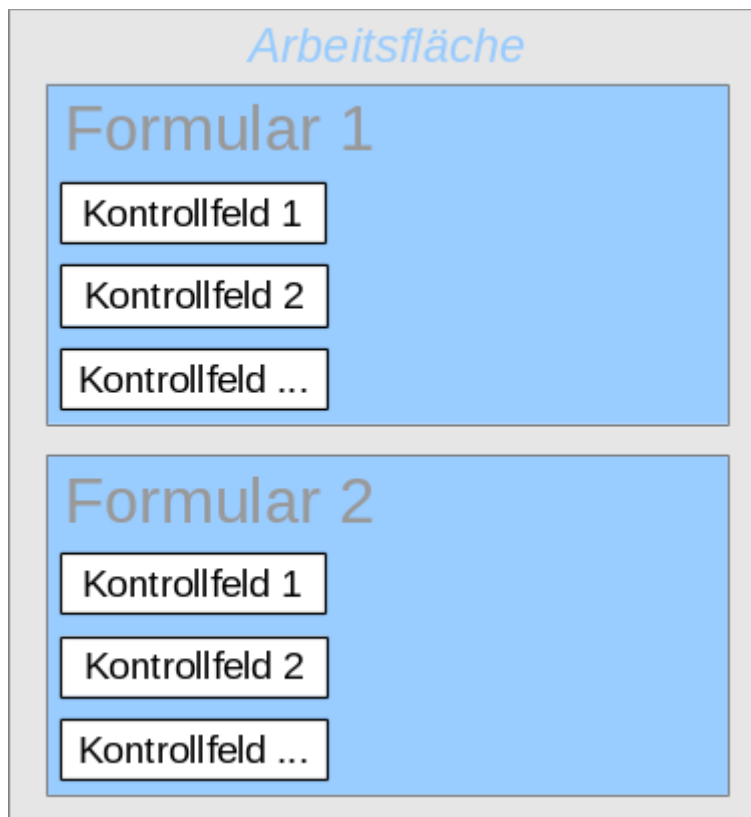 Arbeitsfläche
Formular 1
Kontrollfeld 1
Kontrollfeld 2
Kontrollfeld ...
Formular 2
Kontrollfeld 1
Kontrollfeld 2
Kontrollfeld ...